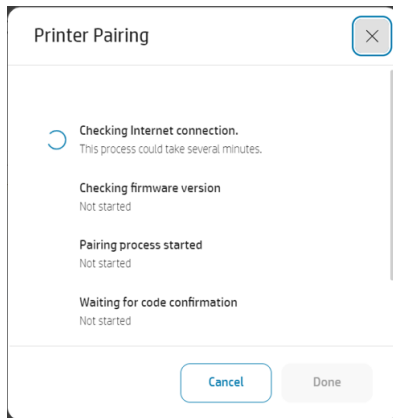 Printer Pairing
Checking Internet connection.
This process could take several minutes.
Checking firmware version
Not started
Pairing process started
Not started
Waiting for code confirmation
Not started
Cancel
Done